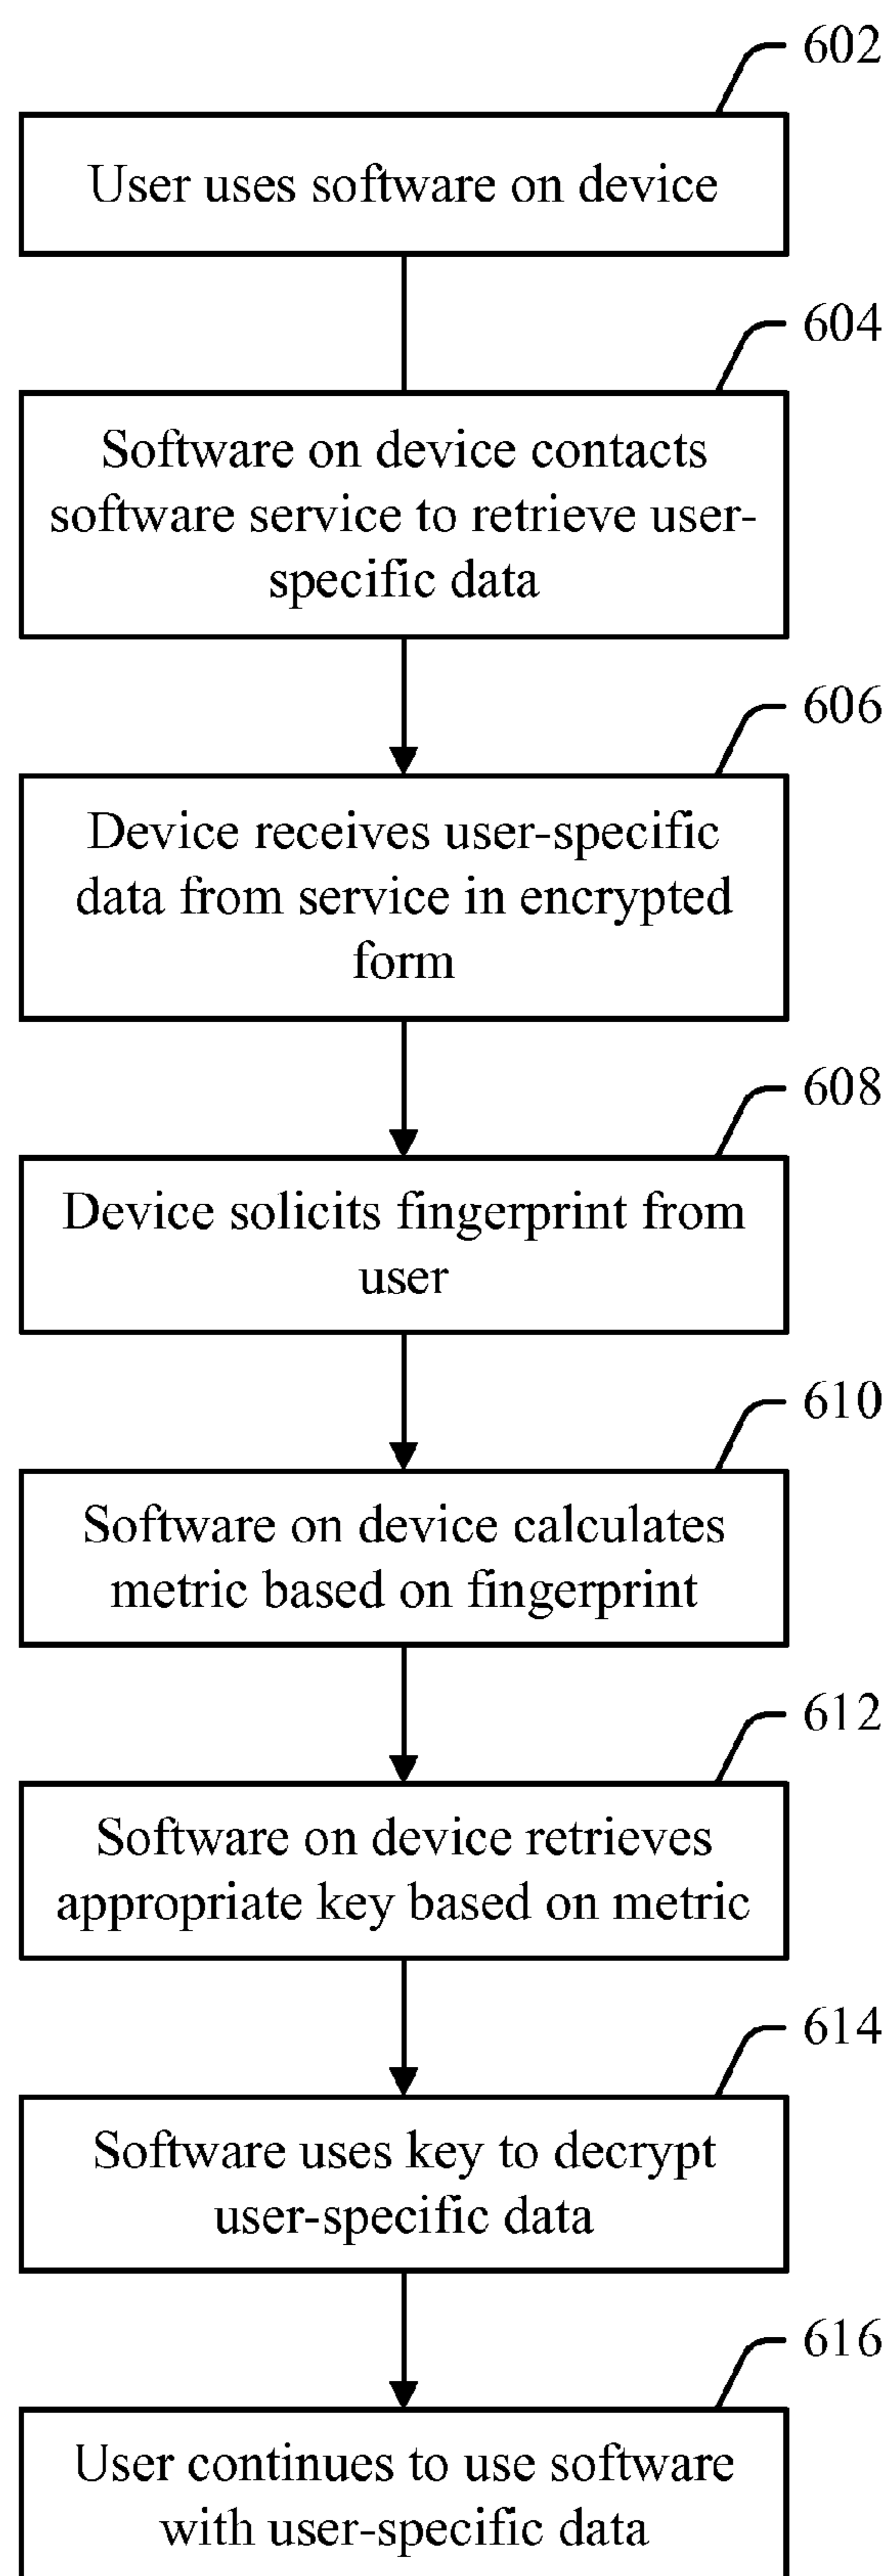 602
User uses software on device
604
Software on device contacts
software service to retrieve user-
specific data
606
Device receives user-specific
data from service in encrypted
form
608
Device solicits fingerprint from
user
610
Software on device calculates
metric based on fingerprint
612
Software on device retrieves
appropriate key based on metric
614
Software uses key to decrypt
user-specific data
616
User continues to use software
with user-specific data